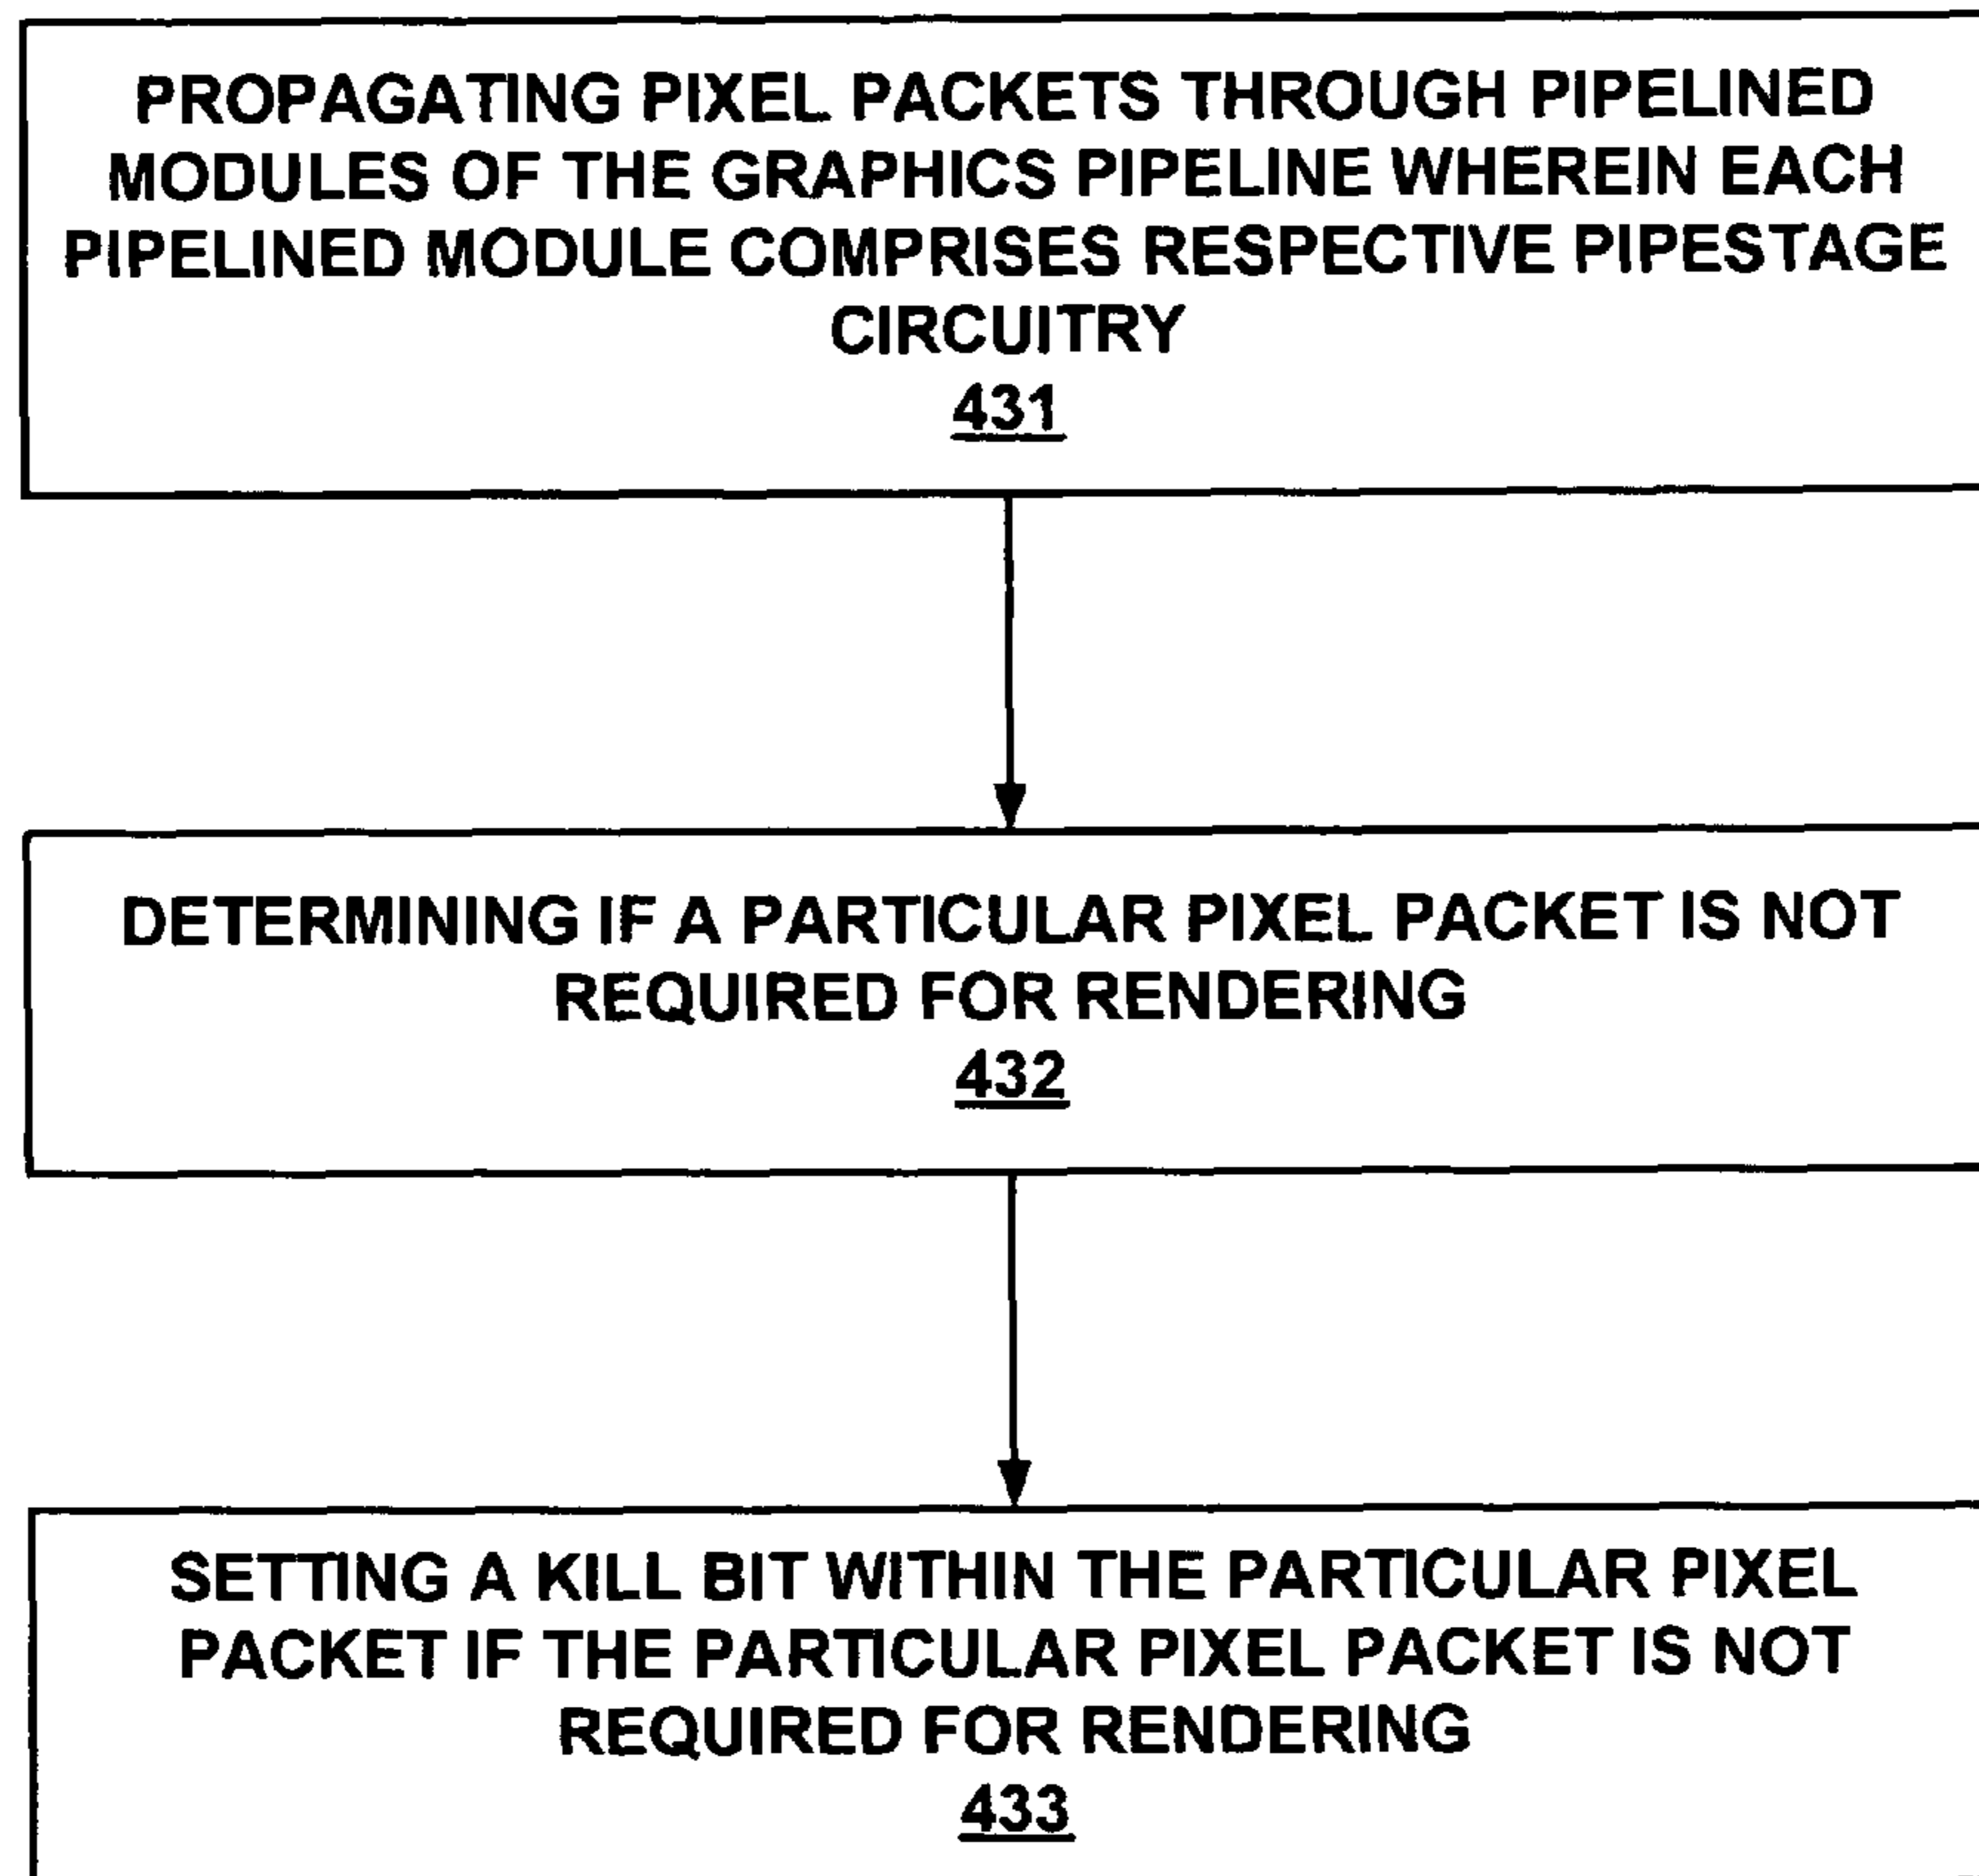 PROPAGATING PIXEL PACKETS THROUGH PIPELINED
MODULES OF THE GRAPHICS PIPELINE WHEREIN EACH
PIPELINED MODULE COMPRISES RESPECTIVE PIPESTAGE
CIRCUITRY
431
DETERMINING IF A PARTICULAR PIXEL PACKET IS NOT
REQUIRED FOR RENDERING
432
SETTING A KILL BIT WITHIN THE PARTICULAR PIXEL
PACKET IF THE PARTICULAR PIXEL PACKET IS NOT
REQUIRED FOR RENDERING
433